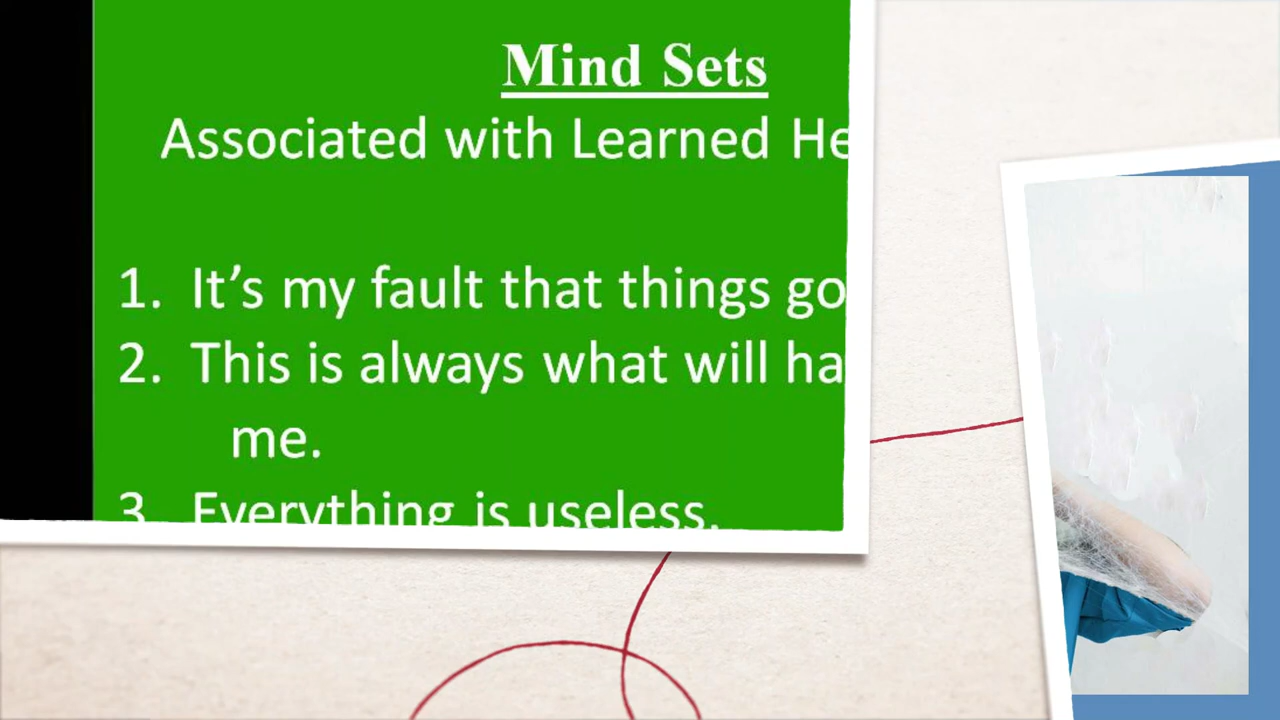 Mind Sets
Associated with Learned He
1. It’s my fault that things go
2. This is always what will ha
me.
3. Everything is useless.